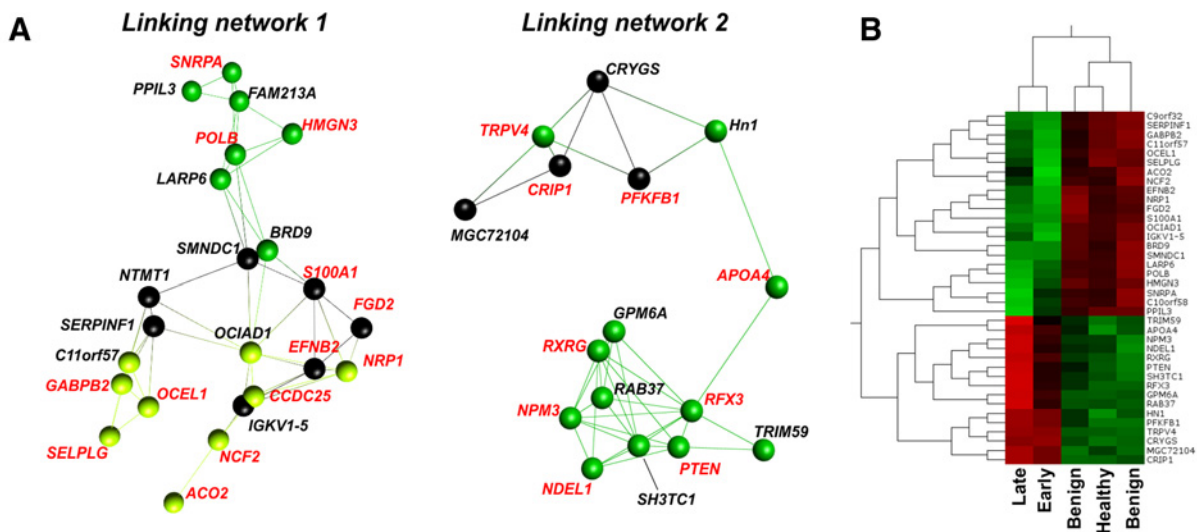 A
Linking network 1
Linking network 2
B
SNRPA
PPIL3
FAM213A
HMGN3
POLB
LARP6
BRD9
SMNDC1
NTMT1
S100A1
FGD2
SERPINF1
OCIAD1
C11orf57
EFNB2
NRP1
GABPB2
OCEL1
CCDC25
IGKV1-5
SELPLG
NCF2
ACO2
CRYGS
TRPV4
Hn1
CRIP1
PFKFB1
MGC72104
APOA4
GPM6A
RXRG
RAB37
NPM3
RFX3
TRIM59
PTEN
NDEL1
SH3TC1
C9orf32
SERPINF1
GABPB2
C11orf57
OCEL1
SELPLG
ACO2
NCF2
EFNB2
NRP1
FGD2
S100A1
OCIAD1
IGKV1-5
BRD9
SMNDC1
LARP6
POLB
HMGN3
SNRPA
C10orf58
PPIL3
TRIM59
APOA4
NPM3
NDEL1
RXRG
PTEN
SH3TC1
RFX3
GPM6A
RAB37
HN1
PFKFB1
TRPV4
CRYGS
MGC72104
CRIP1
Late
Early
Benign
Healthy
Benign